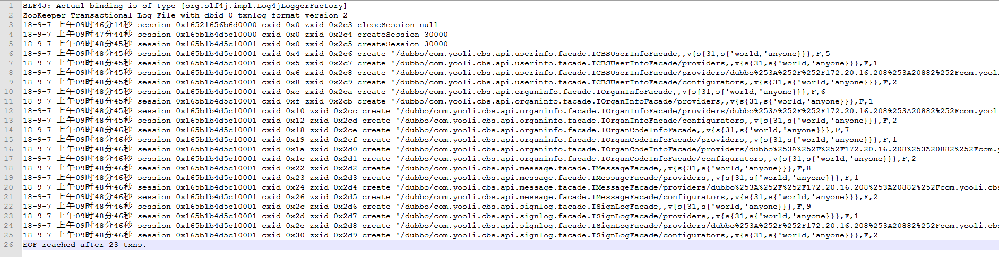 1 SLF4J: Actual binding is of type [org.slf4j.impl.Log4jLoggerFactory]
2 ZooKeeper Transactional Log File with dbid 0 txnlog format version 2
3 18-9-7 上午09时46分14秒 session 0x16521656b6d0000 cxid 0x0 zxid 0x2c3 closeSession null
4 18-9-7 上午09时47分44秒 session 0x165b1b4d5c10000 cxid 0x0 zxid 0x2c4 createSession 30000
5 18-9-7 上午09时48分45秒 session 0x165b1b4d5c10001 cxid 0x0 zxid 0x2c5 createSession 30000
6 18-9-7 上午09时48分45秒 session 0x165b1b4d5c10001 cxid 0x4 zxid 0x2c6 create '/dubbo/com.yooli.cbs.api.userinfo.facade.ICBSUserInfoFacade,,v{s{31,s{'world,'anyone}}},F,5
7 18-9-7 上午09时48分45秒 session 0x165b1b4d5c10001 cxid 0x5 zxid 0x2c7 create '/dubbo/com.yooli.cbs.api.userinfo.facade.ICBSUserInfoFacade/providers,,v{s{31,s{'world,'anyone}}},F,1
8 18-9-7 上午09时48分45秒 session 0x165b1b4d5c10001 cxid 0x6 zxid 0x2c8 create '/dubbo/com.yooli.cbs.api.userinfo.facade.ICBSUserInfoFacade/providers/dubbo%253A%252F%252F172.20.16.208%253A20882%252Fcom.yooli
9 18-9-7 上午09时48分45秒 session 0x165b1b4d5c10001 cxid 0x8 zxid 0x2c9 create '/dubbo/com.yooli.cbs.api.userinfo.facade.ICBSUserInfoFacade/configurators,,v{s{31,s{'world,'anyone}}},F,2
10 18-9-7 上午09时48分45秒 session 0x165b1b4d5c10001 cxid 0xe zxid 0x2ca create '/dubbo/com.yooli.cbs.api.organinfo.facade.IOrganInfoFacade,,v{s{31,s{'world,'anyone}}},F,6
11 18-9-7 上午09时48分45秒 session 0x165b1b4d5c10001 cxid 0xf zxid 0x2cb create '/dubbo/com.yooli.cbs.api.organinfo.facade.IOrganInfoFacade/providers,,v{s{31,s{'world,'anyone}}},F,1
12 18-9-7 上午09时48分45秒 session 0x165b1b4d5c10001 cxid 0x10 zxid 0x2cc create '/dubbo/com.yooli.cbs.api.organinfo.facade.IOrganInfoFacade/providers/dubbo%253A%252F%252F172.20.16.208%253A20882%252Fcom.yooli
13 18-9-7 上午09时48分45秒 session 0x165b1b4d5c10001 cxid 0x12 zxid 0x2cd create '/dubbo/com.yooli.cbs.api.organinfo.facade.IOrganInfoFacade/configurators,,v{s{31,s{'world,'anyone}}},F,2
14 18-9-7 上午09时48分46秒 session 0x165b1b4d5c10001 cxid 0x18 zxid 0x2ce create '/dubbo/com.yooli.cbs.api.organinfo.facade.IOrganCodeInfoFacade,,v{s{31,s{'world,'anyone}}},F,7
15 18-9-7 上午09时48分46秒 session 0x165b1b4d5c10001 cxid 0x19 zxid 0x2cf create '/dubbo/com.yooli.cbs.api.organinfo.facade.IOrganCodeInfoFacade/providers,,v{s{31,s{'world,'anyone}}},F,1
16 18-9-7 上午09时48分46秒 session 0x165b1b4d5c10001 cxid 0x1a zxid 0x2d0 create '/dubbo/com.yooli.cbs.api.organinfo.facade.IOrganCodeInfoFacade/providers/dubbo%253A%252F%252F172.20.16.208%253A20882%252Fcom.
17 18-9-7 上午09时48分46秒 session 0x165b1b4d5c10001 cxid 0x1c zxid 0x2d1 create '/dubbo/com.yooli.cbs.api.organinfo.facade.IOrganCodeInfoFacade/configurators,,v{s{31,s{'world,'anyone}}},F,2
18 18-9-7 上午09时48分46秒 session 0x165b1b4d5c10001 cxid 0x22 zxid 0x2d2 create '/dubbo/com.yooli.cbs.api.message.facade.IMessageFacade,,v{s{31,s{'world,'anyone}}},F,8
19 18-9-7 上午09时48分46秒 session 0x165b1b4d5c10001 cxid 0x23 zxid 0x2d3 create '/dubbo/com.yooli.cbs.api.message.facade.IMessageFacade/providers,,v{s{31,s{'world,'anyone}}},F,1
20 18-9-7 上午09时48分46秒 session 0x165b1b4d5c10001 cxid 0x24 zxid 0x2d4 create '/dubbo/com.yooli.cbs.api.message.facade.IMessageFacade/providers/dubbo%253A%252F%252F172.20.16.208%253A20882%252Fcom.yooli.cbs
21 18-9-7 上午09时48分46秒 session 0x165b1b4d5c10001 cxid 0x26 zxid 0x2d5 create '/dubbo/com.yooli.cbs.api.message.facade.IMessageFacade/configurators,,v{s{31,s{'world,'anyone}}},F,2
22 18-9-7 上午09时48分46秒 session 0x165b1b4d5c10001 cxid 0x2c zxid 0x2d6 create '/dubbo/com.yooli.cbs.api.signlog.facade.ISignLogFacade,,v{s{31,s{'world,'anyone}}},F,9
23 18-9-7 上午09时48分46秒 session 0x165b1b4d5c10001 cxid 0x2d zxid 0x2d7 create '/dubbo/com.yooli.cbs.api.signlog.facade.ISignLogFacade/providers,,v{s{31,s{'world,'anyone}}},F,1
24 18-9-7 上午09时48分46秒 session 0x165b1b4d5c10001 cxid 0x2e zxid 0x2d8 create '/dubbo/com.yooli.cbs.api.signlog.facade.ISignLogFacade/providers/dubbo%253A%252F%252F172.20.16.208%253A20882%252Fcom.yooli.cbs
25 18-9-7 上午09时48分46秒 session 0x165b1b4d5c10001 cxid 0x30 zxid 0x2d9 create '/dubbo/com.yooli.cbs.api.signlog.facade.ISignLogFacade/configurators,,v{s{31,s{'world,'anyone}}},F,2
26 EOF reached after 23 txns.